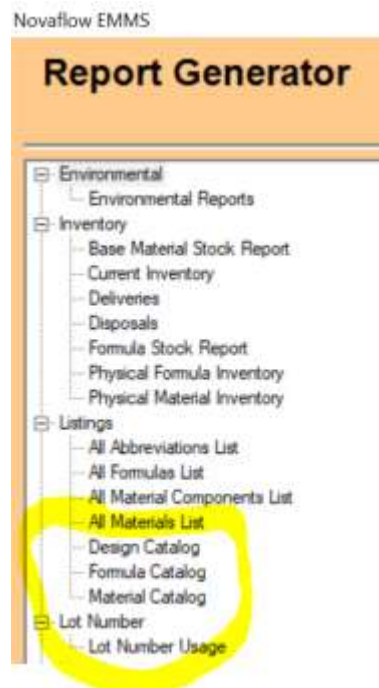 Novaflow EMMS
Report Generator
Environmental
Environmental Reports
Inventory
Base Material Stock Report
Current Inventory
Deliveries
Disposals
Formula Stock Report
Physical Formula Inventory
Physical Material Inventory
Listings
All Abbreviations List
All Formulas List
All Material Components List
All Materials List
Design Catalog
Formula Catalog
Material Catalog
Lot Number
Lot Number Usage